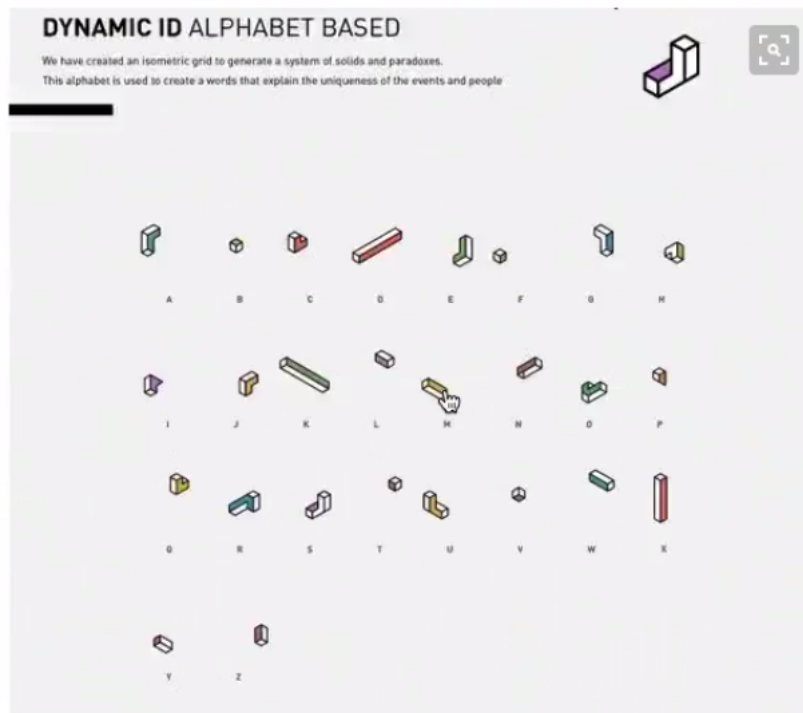 DYNAMIC ID ALPHABET BASED
We have created an isometric grid to generate a system of solids and paradoxes.
This alphabet is used to create a words that explain the uniqueness of the events and people
A B C D E F G H
I J K L M N O P
Q R S T U V W X
Y Z